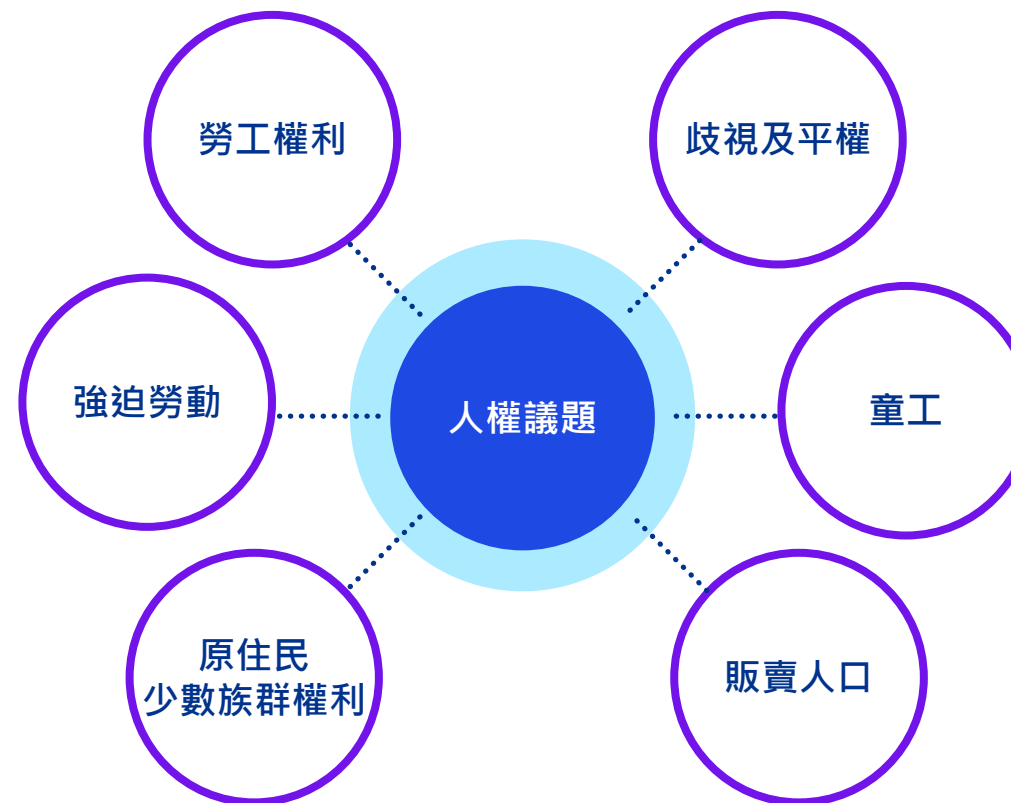 勞工權利
歧視及平權
強迫勞動
人權議題
童工
原住民
少數族群權利
販賣人口